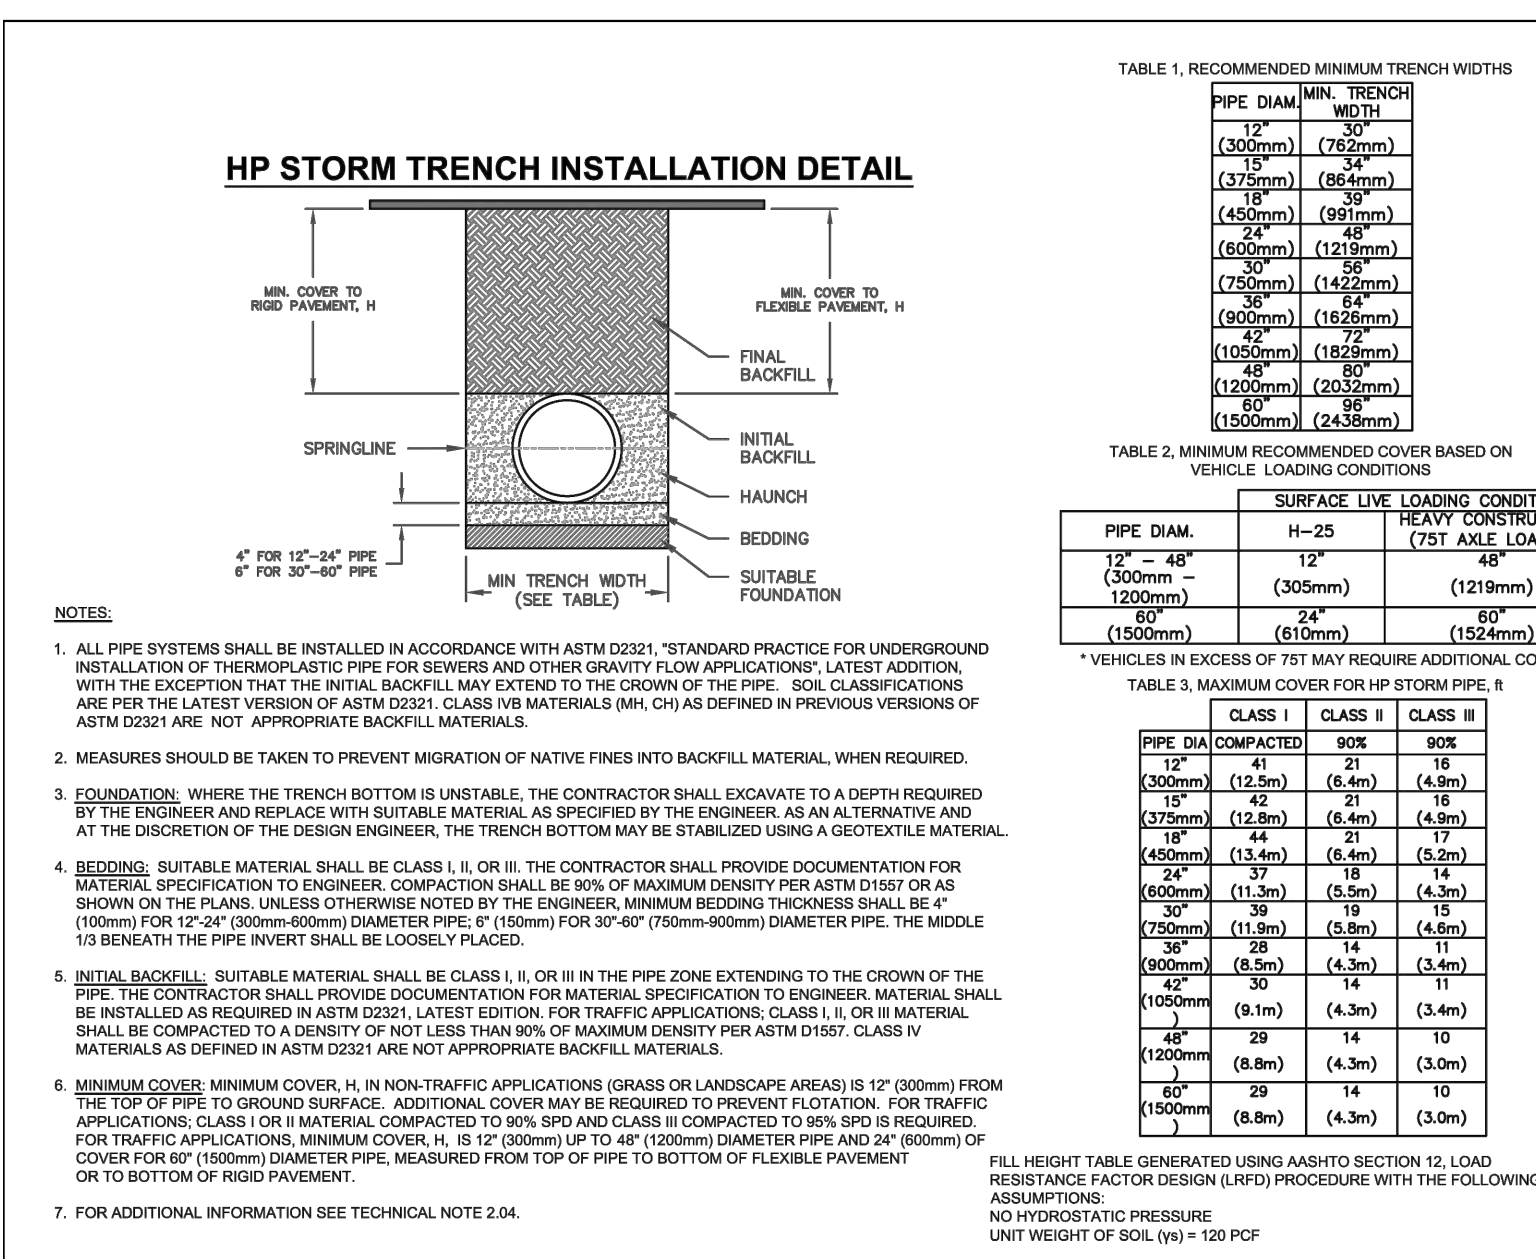 HP STORM TRENCH INSTALLATION DETAIL
MIN. COVER TO
RIGID PAVEMENT, H
MIN. COVER TO
FLEXIBLE PAVEMENT, H
FINAL
BACKFILL
SPRINGLINE
INITIAL
BACKFILL
HAUNCH
BEDDING
4" FOR 12"-24" PIPE
6" FOR 30"-60" PIPE
MIN TRENCH WIDTH
(SEE TABLE)
SUITABLE
FOUNDATION
NOTES:
1. ALL PIPE SYSTEMS SHALL BE INSTALLED IN ACCORDANCE WITH ASTM D2321, "STANDARD PRACTICE FOR UNDERGROUND
INSTALLATION OF THERMOPLASTIC PIPE FOR SEWERS AND OTHER GRAVITY FLOW APPLICATIONS", LATEST ADDITION,
WITH THE EXCEPTION THAT THE INITIAL BACKFILL MAY EXTEND TO THE CROWN OF THE PIPE. SOIL CLASSIFICATIONS
ARE PER THE LATEST VERSION OF ASTM D2321. CLASS IVB MATERIALS (MH, CH) AS DEFINED IN PREVIOUS VERSIONS OF
ASTM D2321 ARE NOT APPROPRIATE BACKFILL MATERIALS.
2. MEASURES SHOULD BE TAKEN TO PREVENT MIGRATION OF NATIVE FINES INTO BACKFILL MATERIAL, WHEN REQUIRED.
3. FOUNDATION: WHERE THE TRENCH BOTTOM IS UNSTABLE, THE CONTRACTOR SHALL EXCAVATE TO A DEPTH REQUIRED
BY THE ENGINEER AND REPLACE WITH SUITABLE MATERIAL AS SPECIFIED BY THE ENGINEER. AS AN ALTERNATIVE AND
AT THE DISCRETION OF THE DESIGN ENGINEER, THE TRENCH BOTTOM MAY BE STABILIZED USING A GEOTEXTILE MATERIAL.
4. BEDDING: SUITABLE MATERIAL SHALL BE CLASS I, II, OR III. THE CONTRACTOR SHALL PROVIDE DOCUMENTATION FOR
MATERIAL SPECIFICATION TO ENGINEER. COMPACTION SHALL BE 90% OF MAXIMUM DENSITY PER ASTM D1557 OR AS
SHOWN ON THE PLANS. UNLESS OTHERWISE NOTED BY THE ENGINEER, MINIMUM BEDDING THICKNESS SHALL BE 4"
(100mm) FOR 12"-24" (300mm-600mm) DIAMETER PIPE; 6" (150mm) FOR 30"-60" (750mm-900mm) DIAMETER PIPE. THE MIDDLE
1/3 BENEATH THE PIPE INVERT SHALL BE LOOSELY PLACED.
5. INITIAL BACKFILL: SUITABLE MATERIAL SHALL BE CLASS I, II, OR III IN THE PIPE ZONE EXTENDING TO THE CROWN OF THE
PIPE. THE CONTRACTOR SHALL PROVIDE DOCUMENTATION FOR MATERIAL SPECIFICATION TO ENGINEER. MATERIAL SHALL
BE INSTALLED AS REQUIRED IN ASTM D2321, LATEST EDITION. FOR TRAFFIC APPLICATIONS; CLASS I, II, OR III MATERIAL
SHALL BE COMPACTED TO A DENSITY OF NOT LESS THAN 90% OF MAXIMUM DENSITY PER ASTM D1557. CLASS IV
MATERIALS AS DEFINED IN ASTM D2321 ARE NOT APPROPRIATE BACKFILL MATERIALS.
6. MINIMUM COVER: MINIMUM COVER, H, IN NON-TRAFFIC APPLICATIONS (GRASS OR LANDSCAPE AREAS) IS 12" (300mm) FROM
THE TOP OF PIPE TO GROUND SURFACE. ADDITIONAL COVER MAY BE REQUIRED TO PREVENT FLOTATION. FOR TRAFFIC
APPLICATIONS; CLASS I OR II MATERIAL COMPACTED TO 90% SPD AND CLASS III COMPACTED TO 95% SPD IS REQUIRED.
FOR TRAFFIC APPLICATIONS, MINIMUM COVER, H, IS 12" (300mm) UP TO 48" (1200mm) DIAMETER PIPE AND 24" (600mm) OF
COVER FOR 60" (1500mm) DIAMETER PIPE, MEASURED FROM TOP OF PIPE TO BOTTOM OF FLEXIBLE PAVEMENT
OR TO BOTTOM OF RIGID PAVEMENT.
7. FOR ADDITIONAL INFORMATION SEE TECHNICAL NOTE 2.04.
TABLE 1, RECOMMENDED MINIMUM TRENCH WIDTHS
PIPE DIAM. MIN. TRENCH
WIDTH
12" 30"
(300mm) (762mm)
15" 34"
(375mm) (864mm)
18" 39"
(450mm) (991mm)
24" 48"
(600mm) (1219mm)
30" 56"
(750mm) (1422mm)
36" 64"
(900mm) (1626mm)
42" 72"
(1050mm) (1829mm)
48" 80"
(1200mm) (2032mm)
60" 96"
(1500mm) (2438mm)
TABLE 2, MINIMUM RECOMMENDED COVER BASED ON
VEHICLE LOADING CONDITIONS
SURFACE LIVE LOADING CONDIT
PIPE DIAM. H-25 HEAVY CONSTRU
(75T AXLE LOA
12" - 48" 12" 48"
(300mm - (305mm) (1219mm)
1200mm)
60" 24" 60"
(1500mm) (610mm) (1524mm)
* VEHICLES IN EXCESS OF 75T MAY REQUIRE ADDITIONAL CO
TABLE 3, MAXIMUM COVER FOR HP STORM PIPE, ft
CLASS I CLASS II CLASS III
PIPE DIA COMPACTED 90% 90%
12" 41 21 16
(300mm) (12.5m) (6.4m) (4.9m)
15" 42 21 16
(375mm) (12.8m) (6.4m) (4.9m)
18" 44 21 17
(450mm) (13.4m) (6.4m) (5.2m)
24" 37 18 14
(600mm) (11.3m) (5.5m) (4.3m)
30" 39 19 15
(750mm) (11.9m) (5.8m) (4.6m)
36" 28 14 11
(900mm) (8.5m) (4.3m) (3.4m)
42" 30 14 11
(1050mm (9.1m) (4.3m) (3.4m)
)
48" 29 14 10
(1200mm (8.8m) (4.3m) (3.0m)
)
60" 29 14 10
(1500mm (8.8m) (4.3m) (3.0m)
)
FILL HEIGHT TABLE GENERATED USING AASHTO SECTION 12, LOAD
RESISTANCE FACTOR DESIGN (LRFD) PROCEDURE WITH THE FOLLOWING
ASSUMPTIONS:
NO HYDROSTATIC PRESSURE
UNIT WEIGHT OF SOIL (γs) = 120 PCF